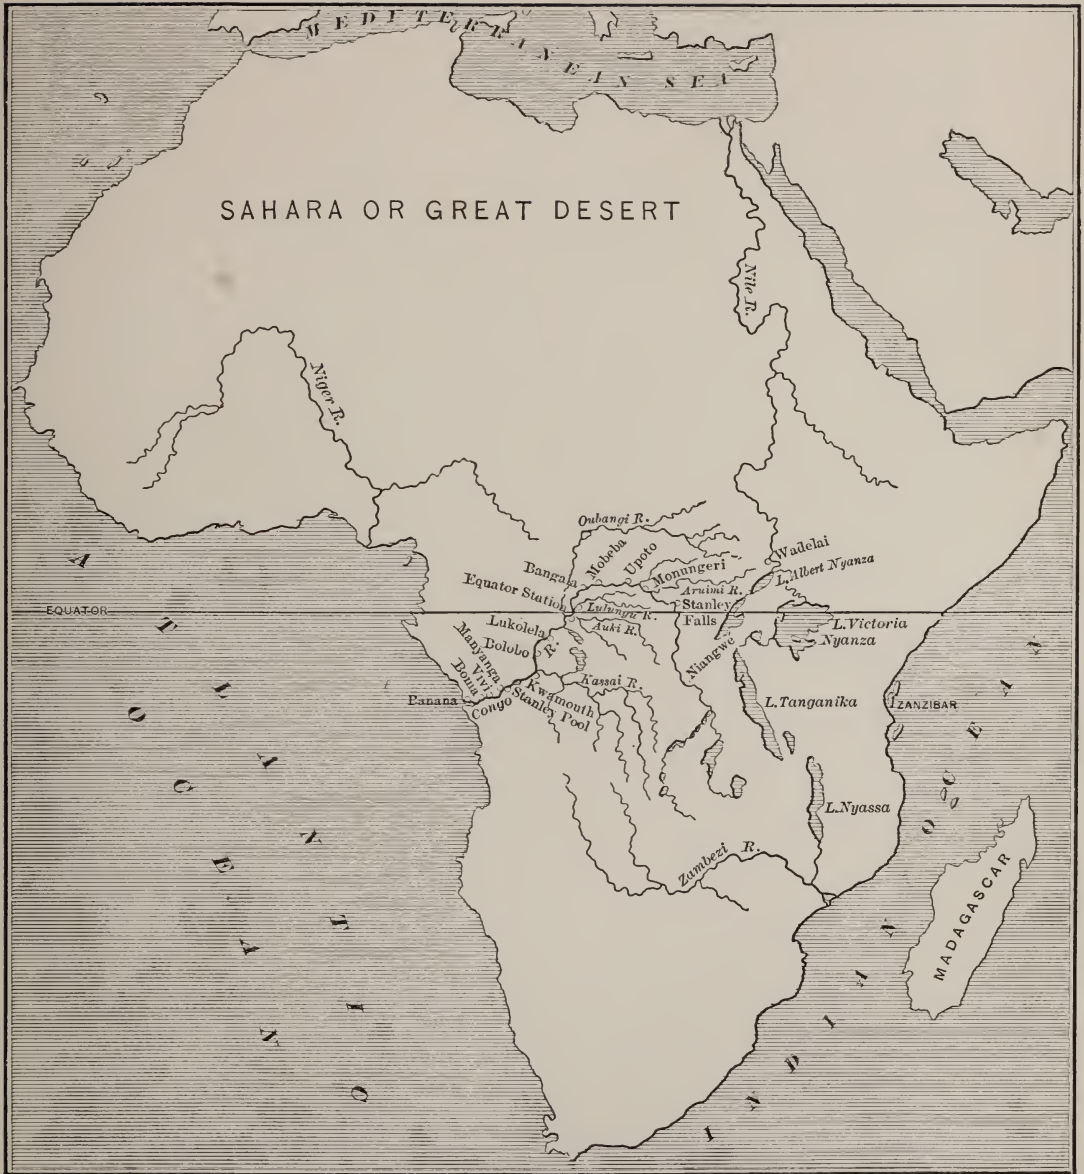 MEDITERRANEAN SEA
SAHARA OR GREAT DESERT
Nile R.
Niger R.
Oubangi R.
Mobeba
Upoto
Wadelai
Bangala
Monungeri
L. Albert Nyanza
Equator Station
Aruimi R.
EQUATOR
Lulungu R.
Stanley
Falls
L. Victoria
Nyanza
Lukolela
Auki R.
Bolobo
R.
Niangwe
Manyanga
Vivi
Boma
Banana
Congo
Kwamouth
Stanley Pool
Kassai R.
L. Tanganika
ZANZIBAR
L. Nyassa
Zambezi R.
MADAGASCAR
ATLANTIC
OCEAN
INDIAN OCEAN